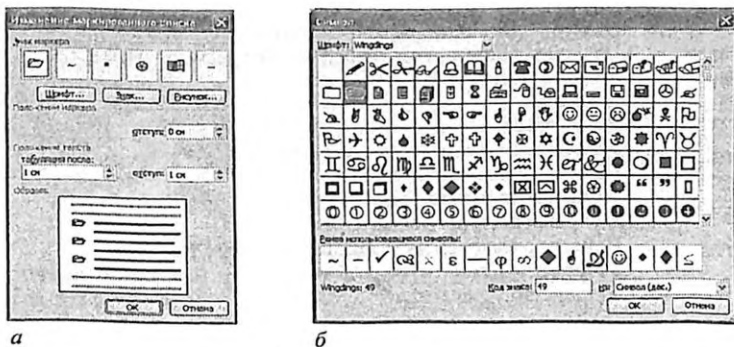 Изменение маркированного списка
Знак маркера
Шрифт... Знак... Рисунок...
Положение маркера
отступ: 0 см
Положение текста
табуляция после:
1 см отступ: 1 см
Образец
OK Отмена
а
Символ
Шрифт: Wingdings
Ранее использовавшиеся символы:
Wingdings: 49 Код знака: 49 из: Символ (дес.)
OK Отмена
б